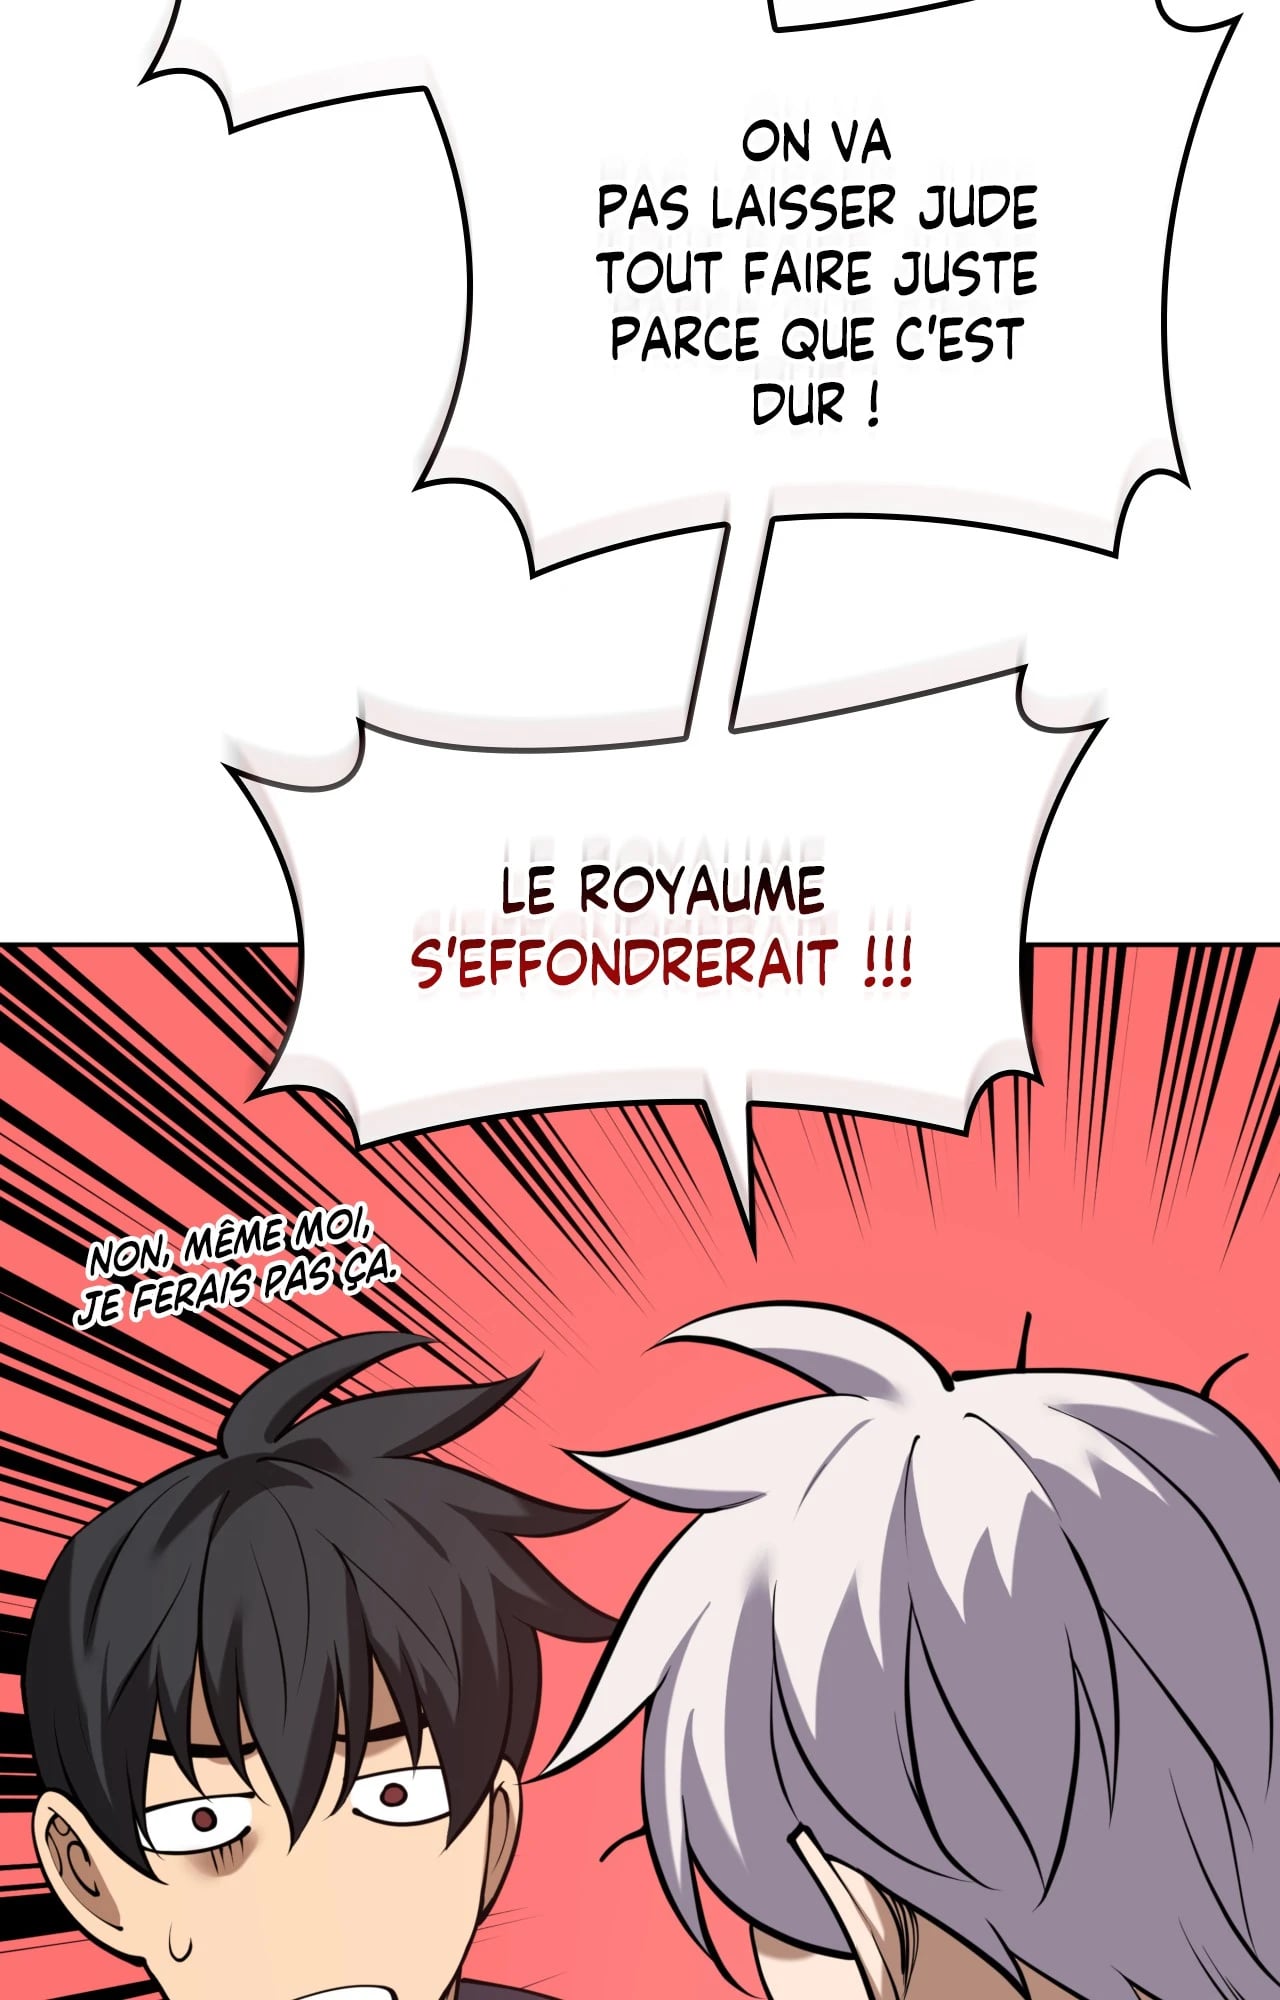 ON VA
PAS LAISSER JUDE
TOUT FAIRE JUSTE
PARCE QUE C'EST
DUR !
LE ROYAUME
S'EFFONDRERAIT !!!
NON, MÊME MOI,
JE FERAIS PAS ÇA.